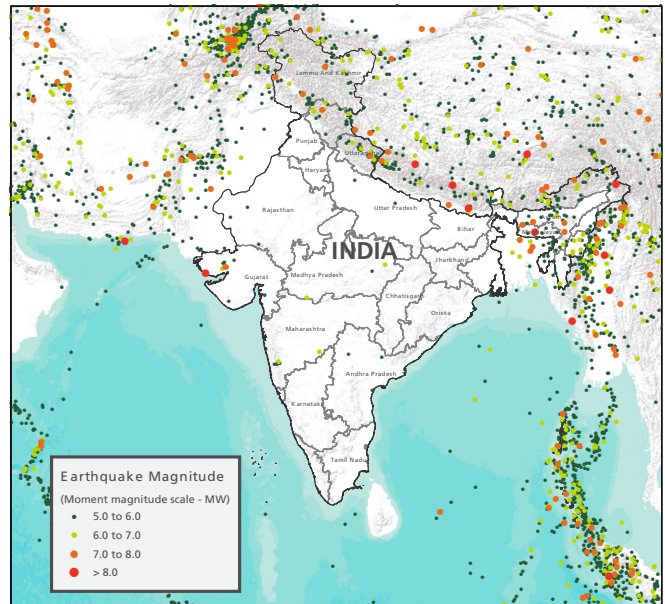 Jammu And Kashmir
Punjab
Haryana
Rajasthan
Uttar Pradesh
Bihar
INDIA
Jharkhand
Gujarat
Madhya Pradesh
Chhatisgarh
Orissa
Maharashtra
Andhra Pradesh
Karnataka
Tamil Nadu
Earthquake Magnitude
(Moment magnitude scale - MW)
5.0 to 6.0
6.0 to 7.0
7.0 to 8.0
> 8.0